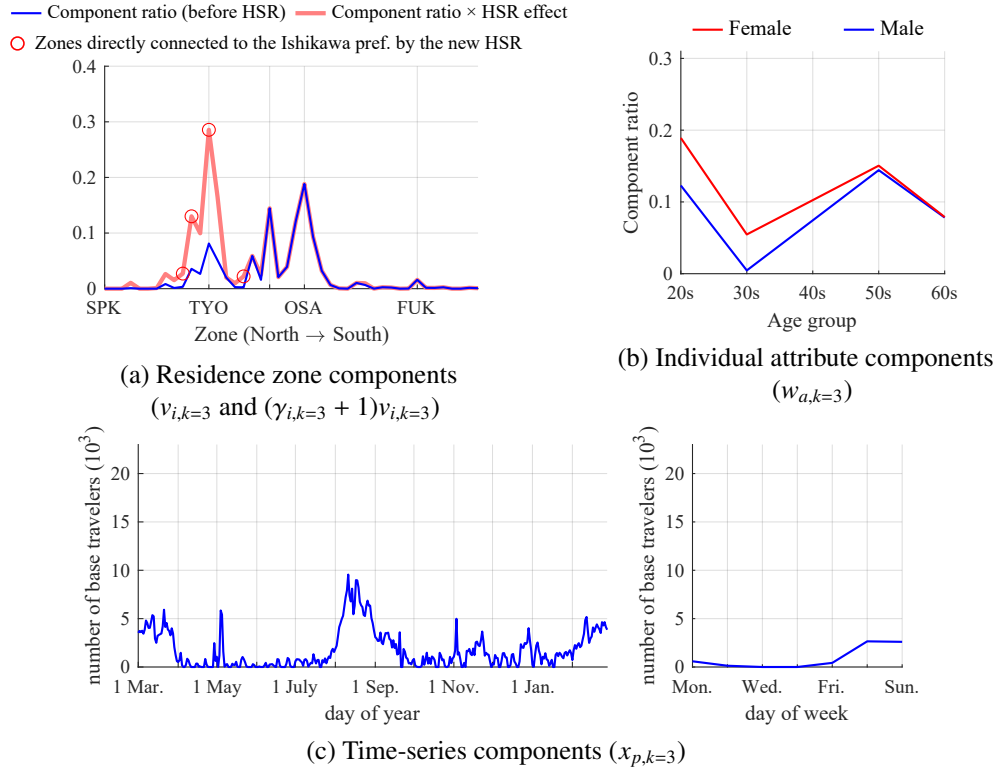 Component ratio (before HSR) Component ratio × HSR effect
Zones directly connected to the Ishikawa pref. by the new HSR
0.4
0.3
0.2
0.1
0
SPK TYO OSA FUK
Zone (North → South)
(a) Residence zone components
(v_{i,k=3} and (γ_{i,k=3} + 1)v_{i,k=3})
Female Male
Component ratio
0.3
0.2
0.1
0
20s 30s 40s 50s 60s
Age group
(b) Individual attribute components
(w_{a,k=3})
number of base travelers (10^3)
20
15
10
5
0
1 Mar. 1 May 1 July 1 Sep. 1 Nov. 1 Jan.
day of year
number of base travelers (10^3)
20
15
10
5
0
Mon. Wed. Fri. Sun.
day of week
(c) Time-series components (x_{p,k=3})